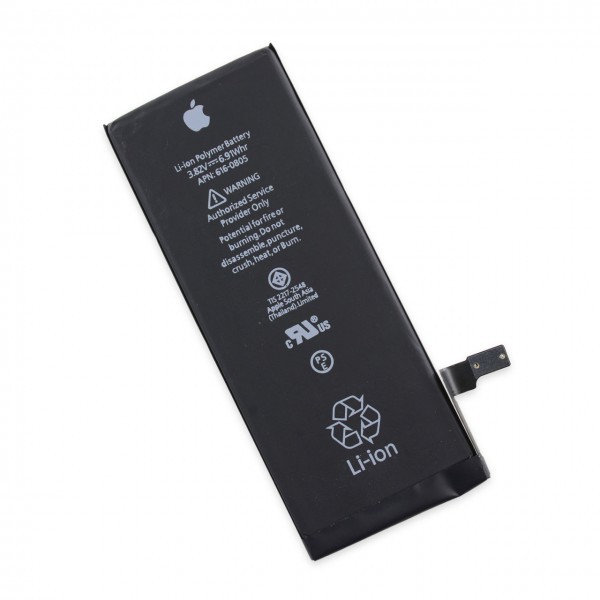 Li-ion Polymer Battery
3.82V⎓6.91Whr
APN: 616-0805
WARNING
Authorized Service
Provider Only
Potential for fire or
burning. Do not
disassemble, puncture,
crush, heat, or Burn.
TIS 2217-2548
Apple South Asia
(Thailand) Limited
c RU US
PS
E
Li-ion